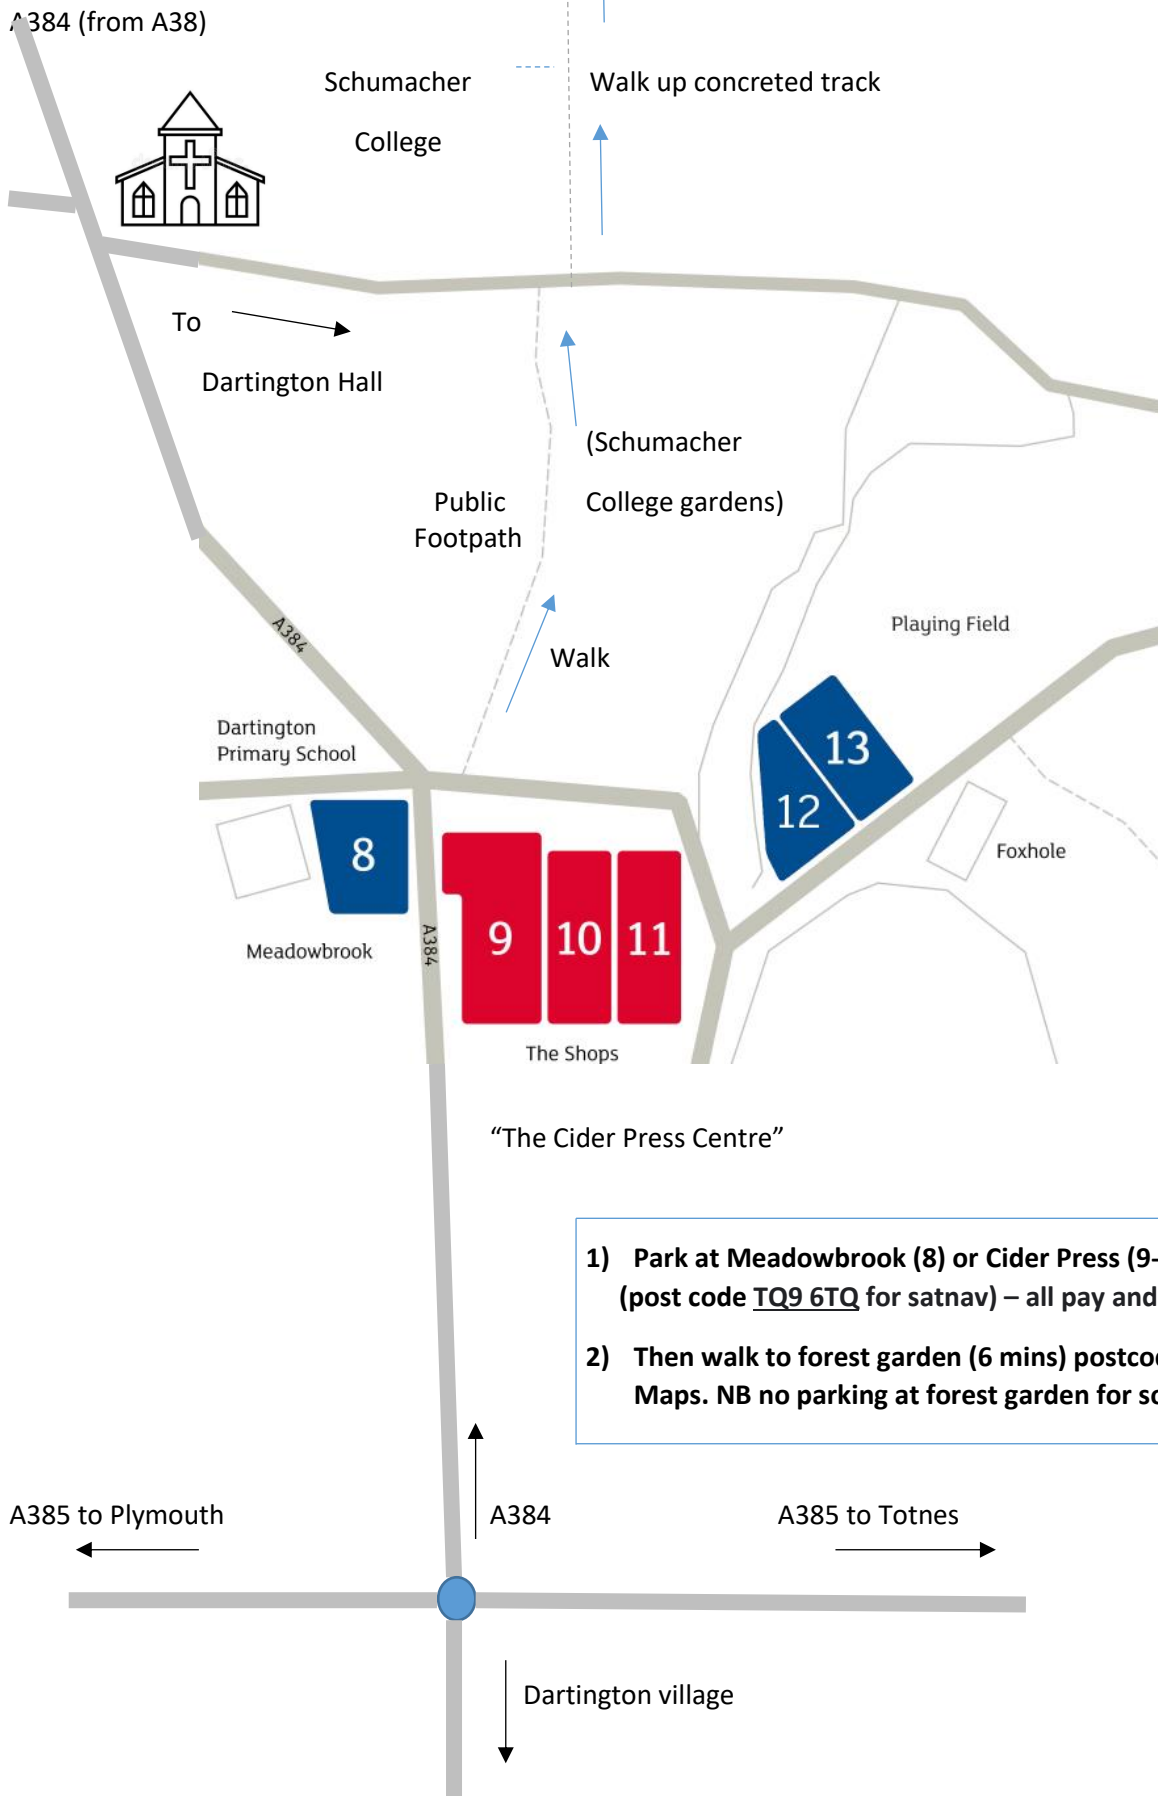 A384 (from A38)
Schumacher
College
Walk up concreted track
To
Dartington Hall
(Schumacher
College gardens)
Public
Footpath
A384
Walk
Playing Field
Dartington
Primary School
13
12
8
Foxhole
9
10
11
A384
Meadowbrook
The Shops
“The Cider Press Centre”
1) Park at Meadowbrook (8) or Cider Press (9-
(post code TQ9 6TQ for satnav) – all pay and
2) Then walk to forest garden (6 mins)
Maps. NB no parking at forest garden for
A385 to Plymouth
A384
A385 to Totnes
Dartington village